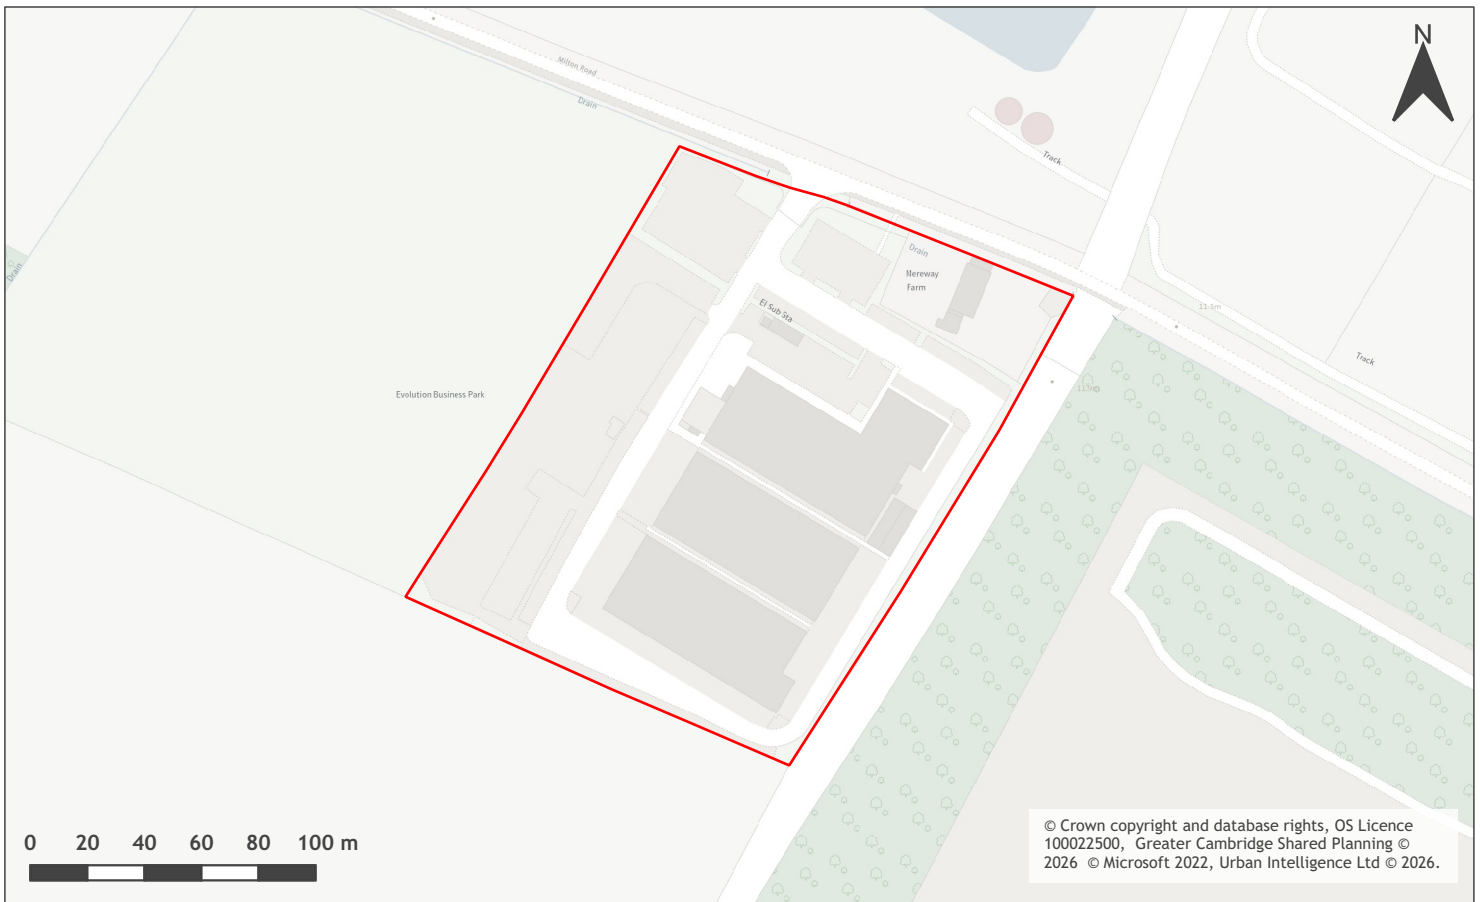 N
Milton Road
Drain
Track
Drain
Mereway
Farm
Drain
El Sub Sta
11.5m
Track
Evolution Business Park
0 20 40 60 80 100 m
© Crown copyright and database rights, OS Licence
100022500, Greater Cambridge Shared Planning ©
2026 © Microsoft 2022, Urban Intelligence Ltd © 2026.